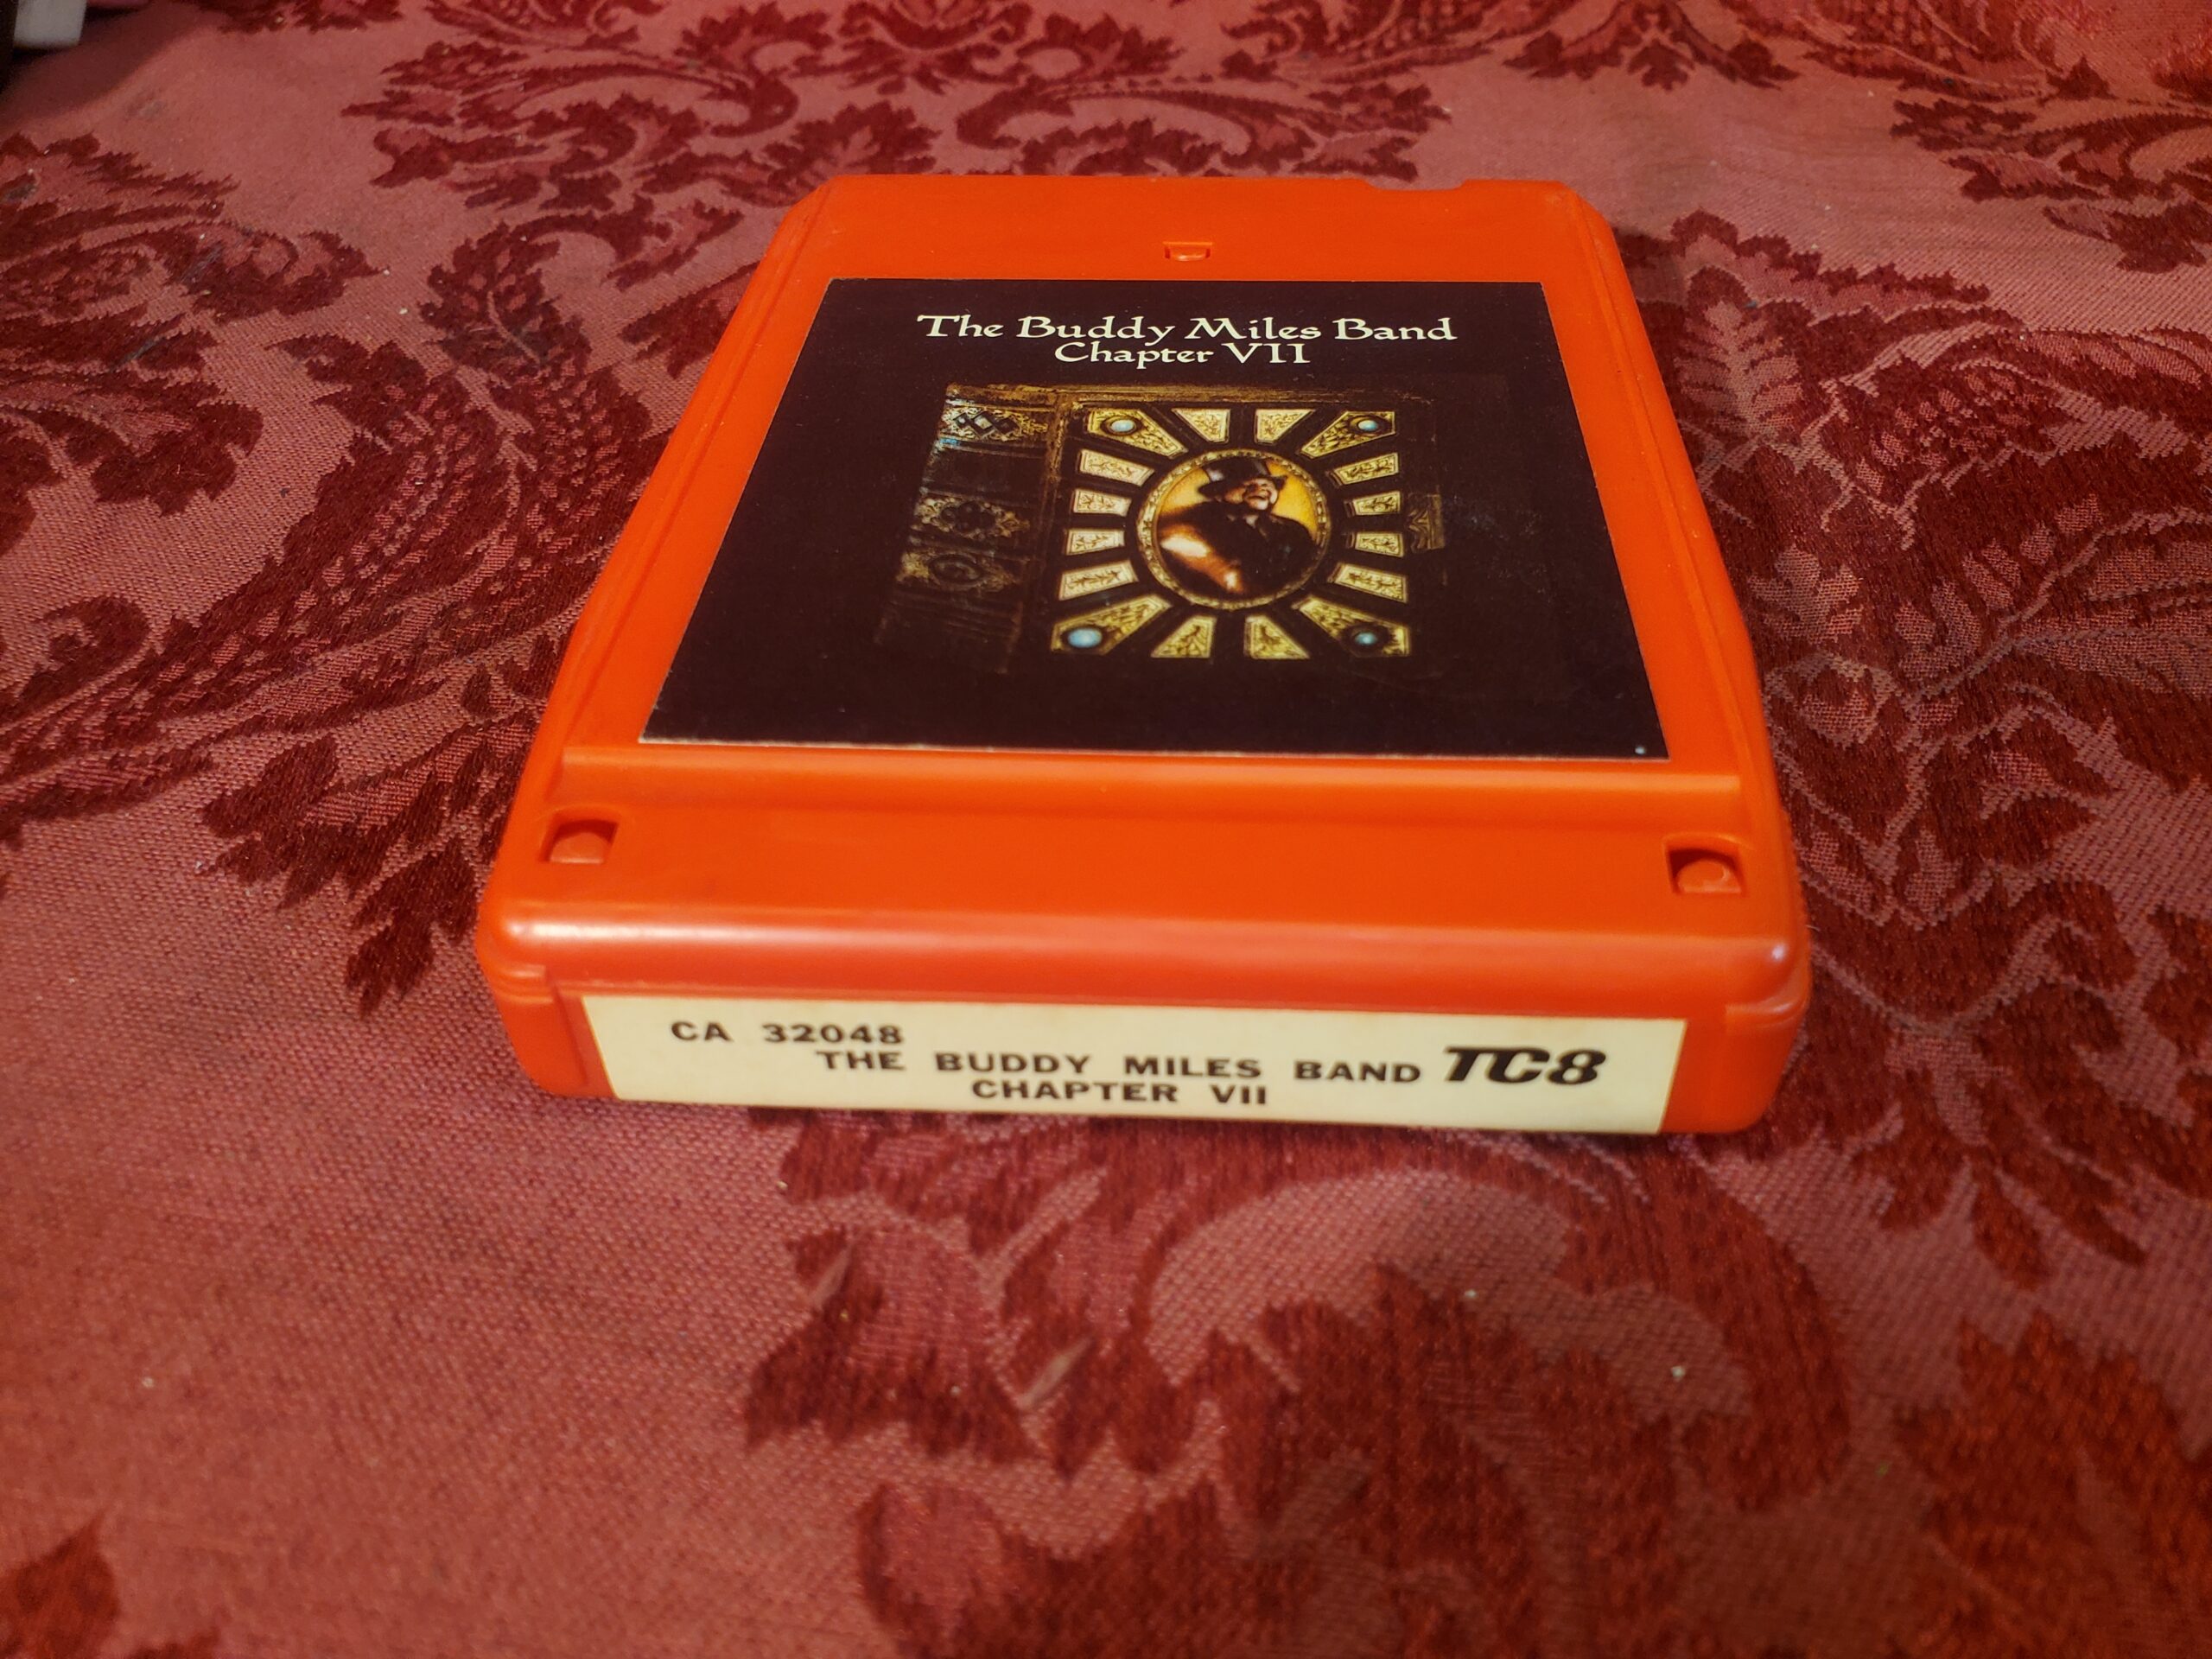 The Buddy Miles Band
Chapter VII
CA 32048
THE BUDDY MILES BAND TC8
CHAPTER VII